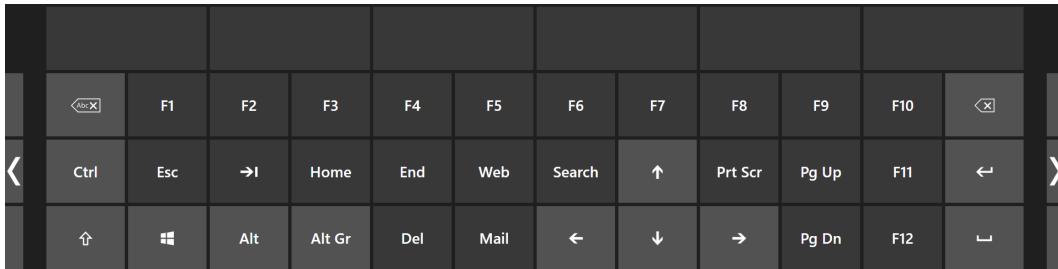 Abc F1 F2 F3 F4 F5 F6 F7 F8 F9 F10
Ctrl Esc Home End Web Search Prt Scr Pg Up F11
Alt Alt Gr Del Mail Pg Dn F12